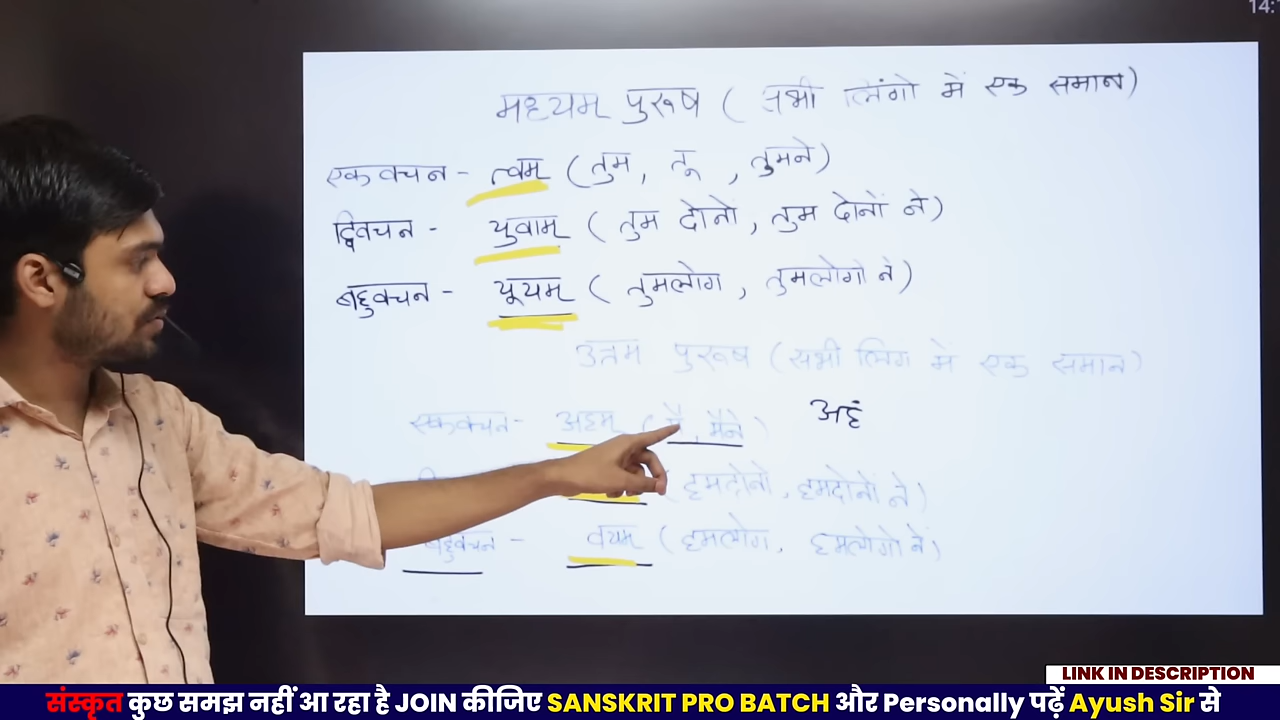 14:
मध्यम पुरूष ( सभी लिंगो में एक समान)
एकवचन - त्वम् (तुम, तू , तुमने)
द्विवचन - युवाम् ( तुम दोनों , तुम दोनों ने)
बहुवचन - यूयम् ( तुमलोग , तुमलोगो ने)
उत्तम पुरूष (सभी लिंग में एक समान)
एकवचन - अहम् ( मैं , मैंने) अहं
( हमदोनो , हमदोनों ने)
बहुवचन - वयम् (हमलोग, हमलोगो ने)
LINK IN DESCRIPTION
संस्कृत कुछ समझ नहीं आ रहा है JOIN कीजिए SANSKRIT PRO BATCH और Personally पढ़ें Ayush Sir से